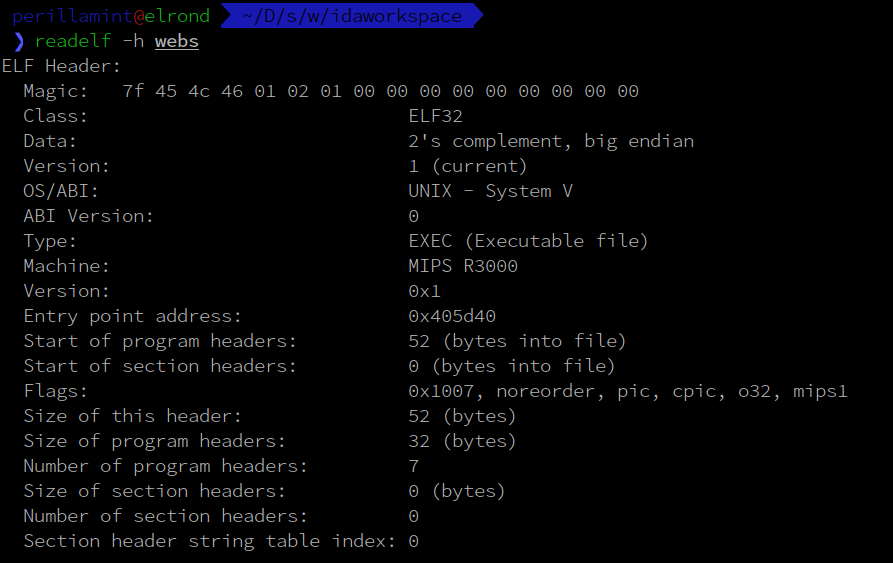 perillamint@elrond ~/D/s/w/idaworkspace
❯ readelf -h webs
ELF Header:
  Magic:   7f 45 4c 46 01 02 01 00 00 00 00 00 00 00 00 00
  Class:                             ELF32
  Data:                              2's complement, big endian
  Version:                           1 (current)
  OS/ABI:                            UNIX - System V
  ABI Version:                       0
  Type:                              EXEC (Executable file)
  Machine:                           MIPS R3000
  Version:                           0x1
  Entry point address:               0x405d40
  Start of program headers:          52 (bytes into file)
  Start of section headers:          0 (bytes into file)
  Flags:                             0x1007, noreorder, pic, cpic, o32, mips1
  Size of this header:               52 (bytes)
  Size of program headers:           32 (bytes)
  Number of program headers:         7
  Size of section headers:           0 (bytes)
  Number of section headers:         0
  Section header string table index: 0